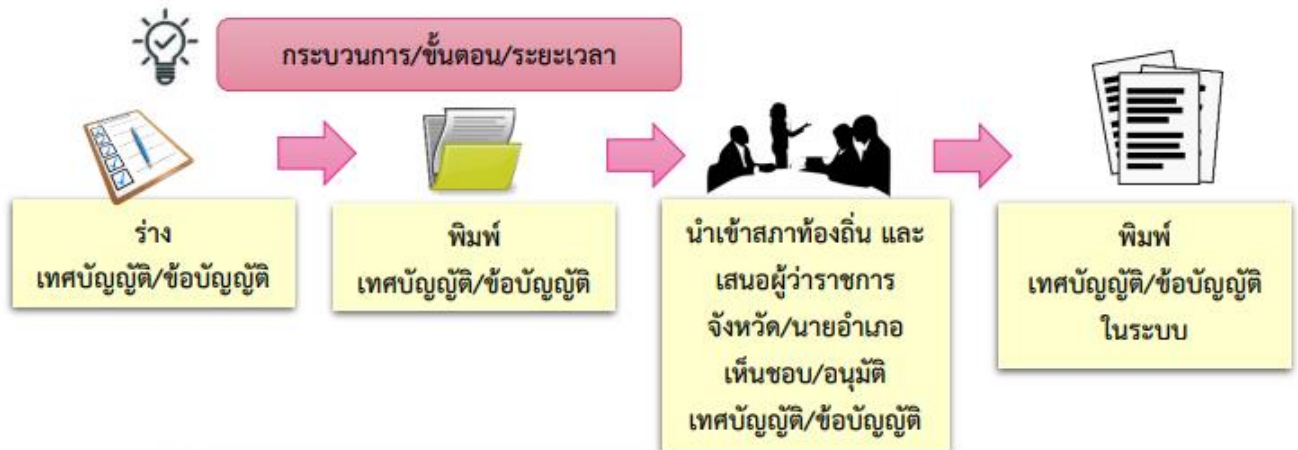 กระบวนการ/ขั้นตอน/ระยะเวลา
ร่าง
เทศบัญญัติ/ข้อบัญญัติ
พิมพ์
เทศบัญญัติ/ข้อบัญญัติ
นำเข้าสภาท้องถิ่น และ
เสนอผู้ว่าราชการ
จังหวัด/นายอำเภอ
เห็นชอบ/อนุมัติ
เทศบัญญัติ/ข้อบัญญัติ
พิมพ์
เทศบัญญัติ/ข้อบัญญัติ
ในระบบ